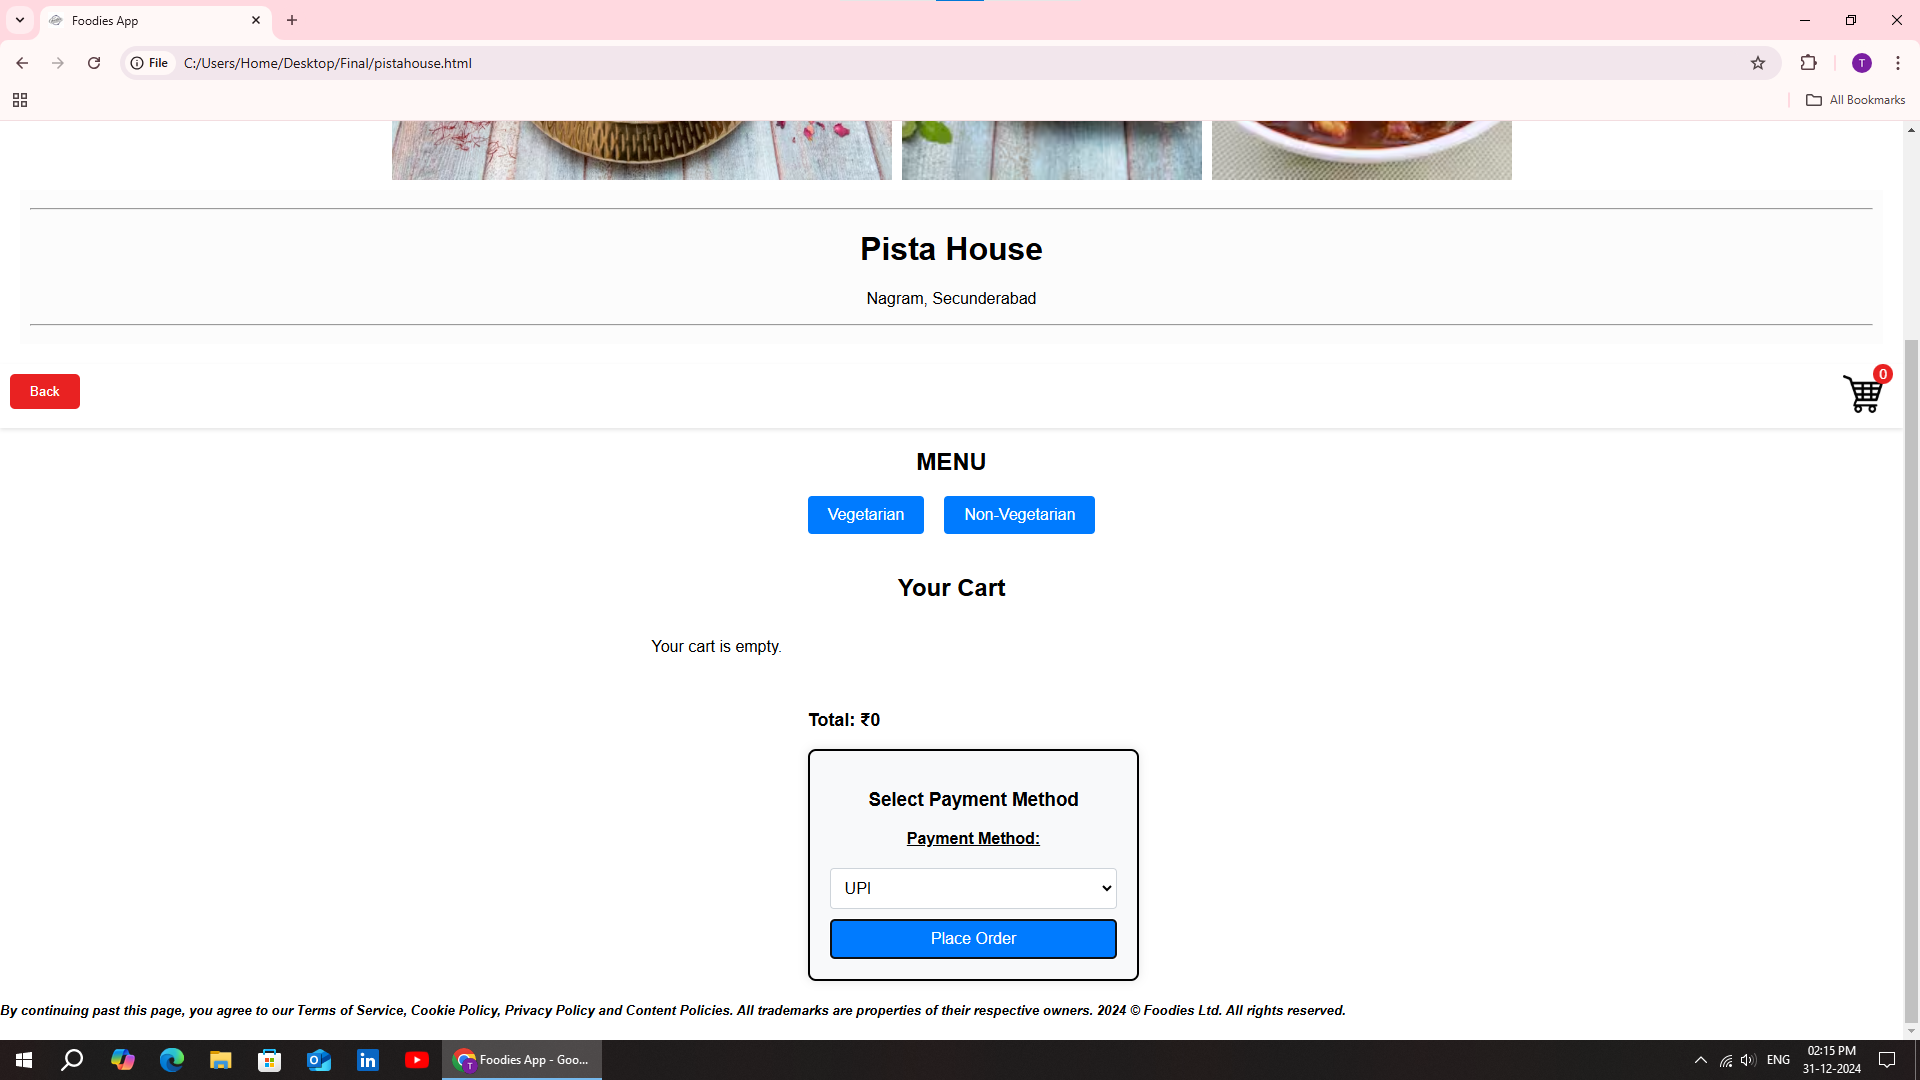 Foodies App
File
C:/Users/Home/Desktop/Final/pistahouse.html
T
All Bookmarks
Pista House
Nagram, Secunderabad
Back
0
MENU
Vegetarian
Non-Vegetarian
Your Cart
Your cart is empty.
Total: ₹0
Select Payment Method
Payment Method:
UPI
Place Order
By continuing past this page, you agree to our Terms of Service, Cookie Policy, Privacy Policy and Content Policies. All trademarks are properties of their respective owners. 2024 © Foodies Ltd. All rights reserved.
Foodies App - Goo...
ENG
02:15 PM
31-12-2024